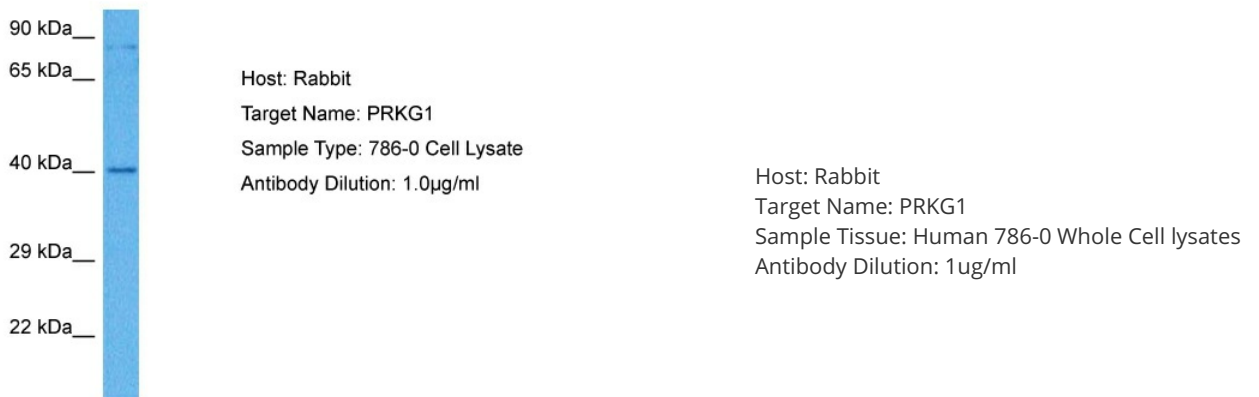 90 kDa__
65 kDa__
40 kDa__
29 kDa__
22 kDa__
Host: Rabbit
Target Name: PRKG1
Sample Type: 786-0 Cell Lysate
Antibody Dilution: 1.0μg/ml
Host: Rabbit
Target Name: PRKG1
Sample Tissue: Human 786-0 Whole Cell lysates
Antibody Dilution: 1ug/ml